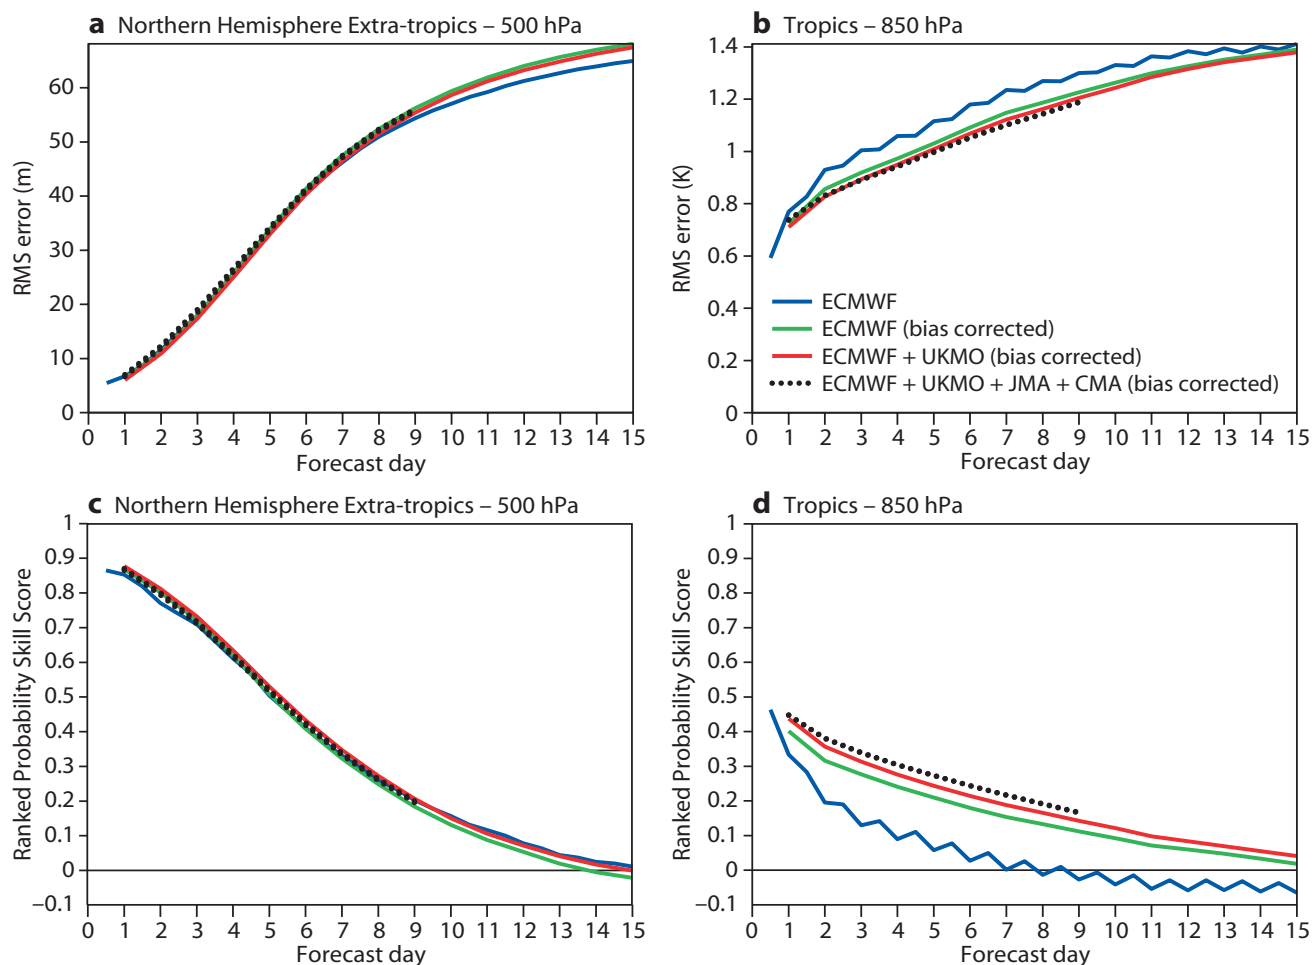 a Northern Hemisphere Extra-tropics – 500 hPa
RMS error (m)
60
50
40
30
20
10
0
0 1 2 3 4 5 6 7 8 9 10 11 12 13 14 15
Forecast day
b Tropics – 850 hPa
RMS error (K)
1.4
1.2
1
0.8
0.6
0.4
0.2
0
ECMWF
ECMWF (bias corrected)
ECMWF + UKMO (bias corrected)
ECMWF + UKMO + JMA + CMA (bias corrected)
0 1 2 3 4 5 6 7 8 9 10 11 12 13 14 15
Forecast day
c Northern Hemisphere Extra-tropics – 500 hPa
Ranked Probability Skill Score
1
0.9
0.8
0.7
0.6
0.5
0.4
0.3
0.2
0.1
0
–0.1
0 1 2 3 4 5 6 7 8 9 10 11 12 13 14 15
Forecast day
d Tropics – 850 hPa
Ranked Probability Skill Score
1
0.9
0.8
0.7
0.6
0.5
0.4
0.3
0.2
0.1
0
–0.1
0 1 2 3 4 5 6 7 8 9 10 11 12 13 14 15
Forecast day